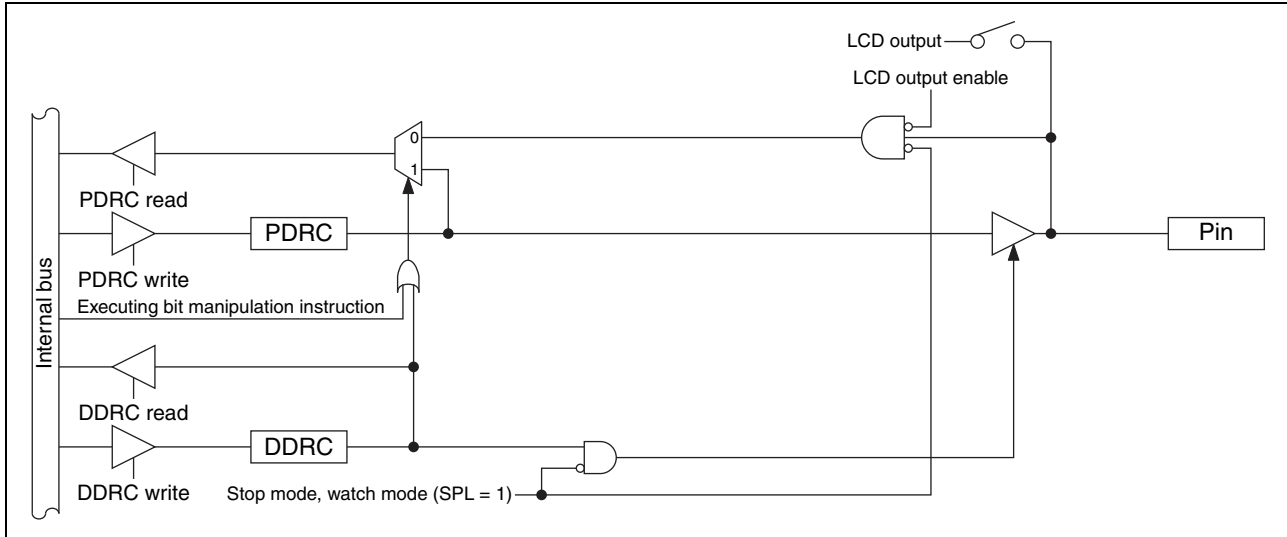 LCD output
LCD output enable
0
1
PDRC read
PDRC
Pin
PDRC write
Executing bit manipulation instruction
Internal bus
DDRC read
DDRC
DDRC write
Stop mode, watch mode (SPL = 1)